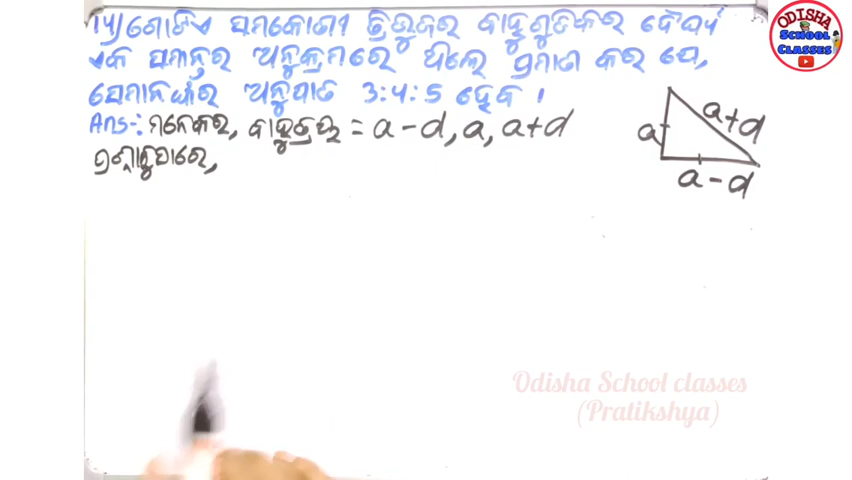 14) ଗୋଟିଏ ସମକୋଣୀ ତ୍ରିଭୁଜର ବାହୁଗୁଡିକର ଦୈର୍ଘ୍ୟ
ଏକ ସମାନ୍ତର ଅନୁକ୍ରମରେ ଥିଲେ ପ୍ରମାଣ କର ଯେ,
ସେମାନଙ୍କର ଅନୁପାତ 3:4:5 ହେବ ।
Ans:- ମନେକର, ବାହୁତ୍ରୟ = a-d, a, a+d
ପ୍ରଶ୍ନାନୁସାରେ,
a
a+d
a-d
ODISHA
SCHOOL
CLASSES
Odisha School classes
(Pratikshya)